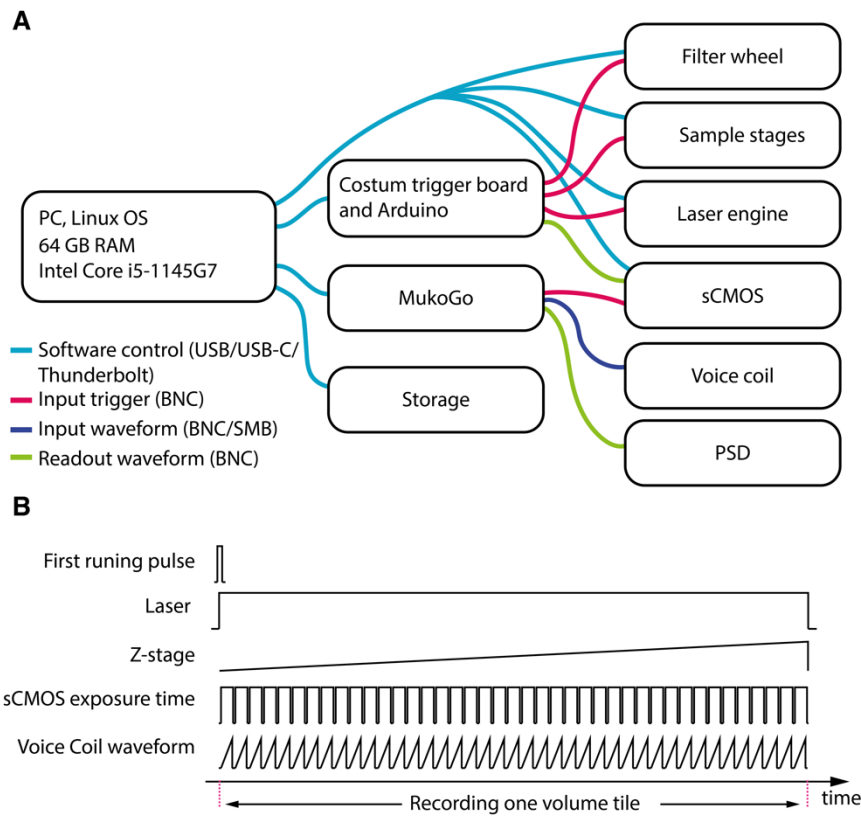 A
Filter wheel
Sample stages
Costum trigger board
and Arduino
Laser engine
PC, Linux OS
64 GB RAM
Intel Core i5-1145G7
MukoGo
sCMOS
Software control (USB/USB-C/
Thunderbolt)
Input trigger (BNC)
Input waveform (BNC/SMB)
Readout waveform (BNC)
Storage
Voice coil
PSD
B
First runing pulse
Laser
Z-stage
sCMOS exposure time
Voice Coil waveform
time
Recording one volume tile